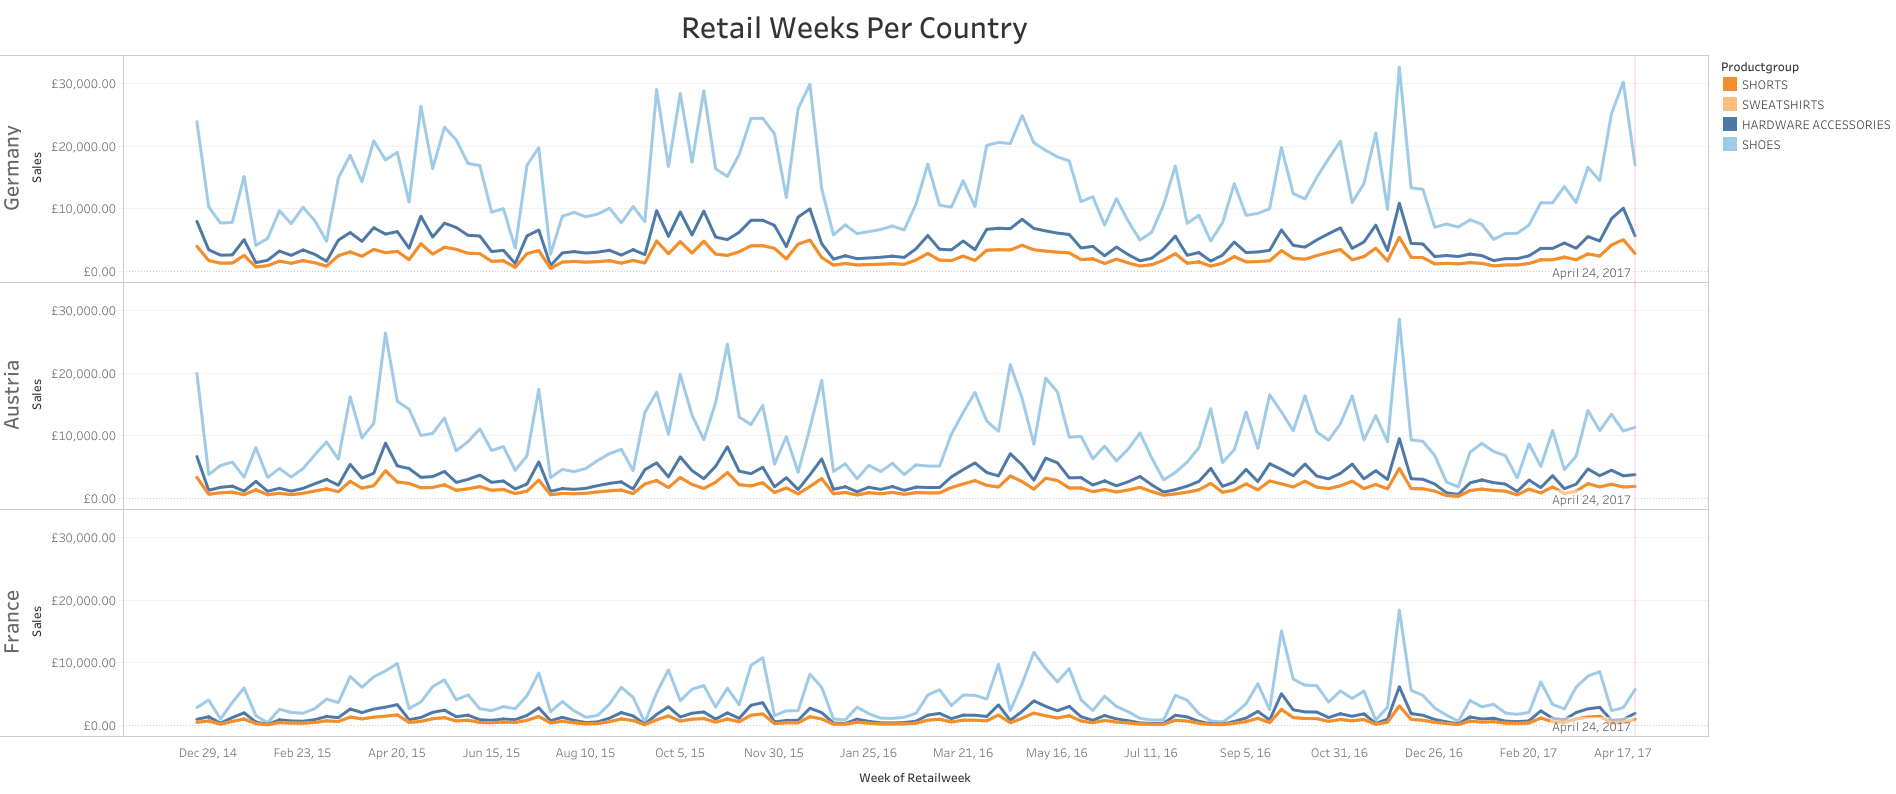 Retail Weeks Per Country
Productgroup
SHORTS
SWEATSHIRTS
HARDWARE ACCESSORIES
SHOES
Germany
Sales
£30,000.00
£20,000.00
£10,000.00
£0.00
April 24, 2017
Austria
Sales
£30,000.00
£20,000.00
£10,000.00
£0.00
April 24, 2017
France
Sales
£30,000.00
£20,000.00
£10,000.00
£0.00
April 24, 2017
Dec 29, 14 Feb 23, 15 Apr 20, 15 Jun 15, 15 Aug 10, 15 Oct 5, 15 Nov 30, 15 Jan 25, 16 Mar 21, 16 May 16, 16 Jul 11, 16 Sep 5, 16 Oct 31, 16 Dec 26, 16 Feb 20, 17 Apr 17, 17
Week of Retailweek